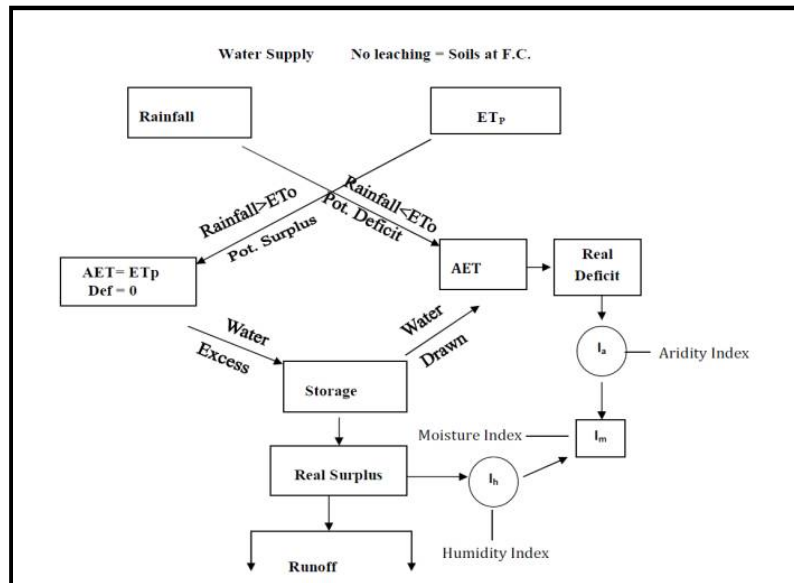 Water Supply No leaching = Soils at F.C.
Rainfall
ETP
Rainfall>ETo
Pot. Surplus
Rainfall<ETo
Pot. Deficit
AET= ETp
Def = 0
AET
Real
Deficit
Water
Excess
Water
Drawn
Ia
Aridity Index
Storage
Moisture Index
Im
Real Surplus
Ih
Humidity Index
Runoff